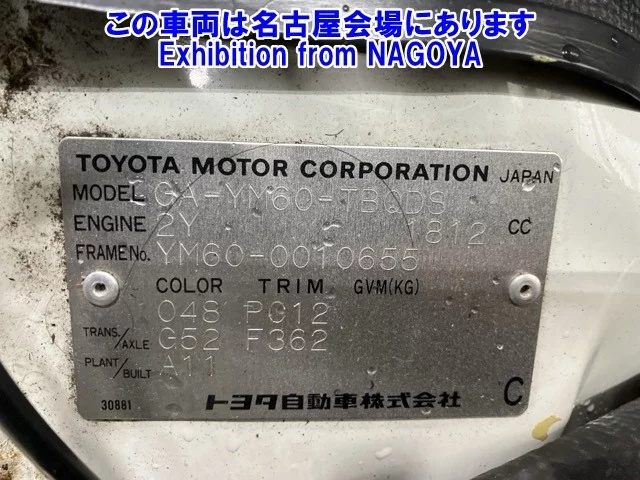 この車両は名古屋会場にあります
Exhibition from NAGOYA
TOYOTA MOTOR CORPORATION JAPAN
MODEL GA-YM60-TBQDS
ENGINE 2Y 1812 CC
FRAME No. YM60-0010655
COLOR TRIM GVM(KG)
048 PG12
TRANS./AXLE G52 F362
PLANT/BUILT A11
30881 トヨタ自動車株式会社 C